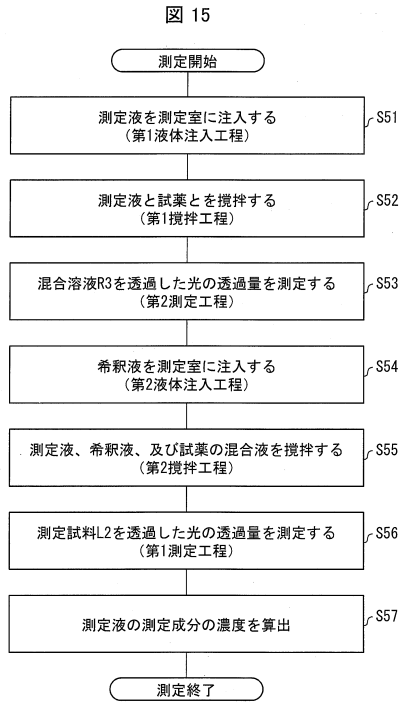 図 15
測定開始
測定液を測定室に注入する
(第1液体注入工程)
S51
測定液と試薬とを撹拌する
(第1撹拌工程)
S52
混合溶液R3を透過した光の透過量を測定する
(第2測定工程)
S53
希釈液を測定室に注入する
(第2液体注入工程)
S54
測定液、希釈液、及び試薬の混合液を撹拌する
(第2撹拌工程)
S55
測定試料L2を透過した光の透過量を測定する
(第1測定工程)
S56
測定液の測定成分の濃度を算出
S57
測定終了